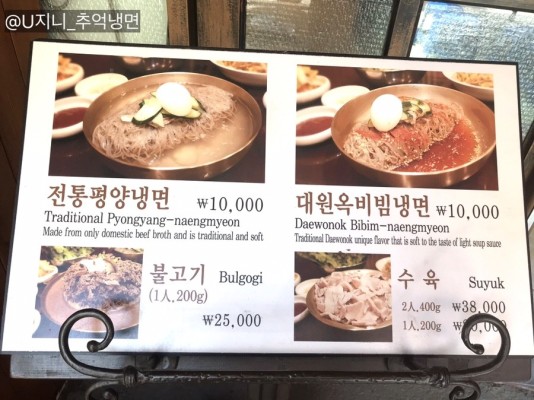 @U지니_추억냉면
전통평양냉면 ₩10,000
Traditional Pyongyang-naengmyeon
Made from only domestic beef broth and is traditional and soft
대원옥비빔냉면 ₩10,000
Daewonok Bibim-naengmyeon
Traditional Daewonok unique flavor that is soft to the taste of light soup sauce
불고기 Bulgogi
(1人,200g)
₩25,000
수 육 Suyuk
2人,400g ₩38,000
1人,200g